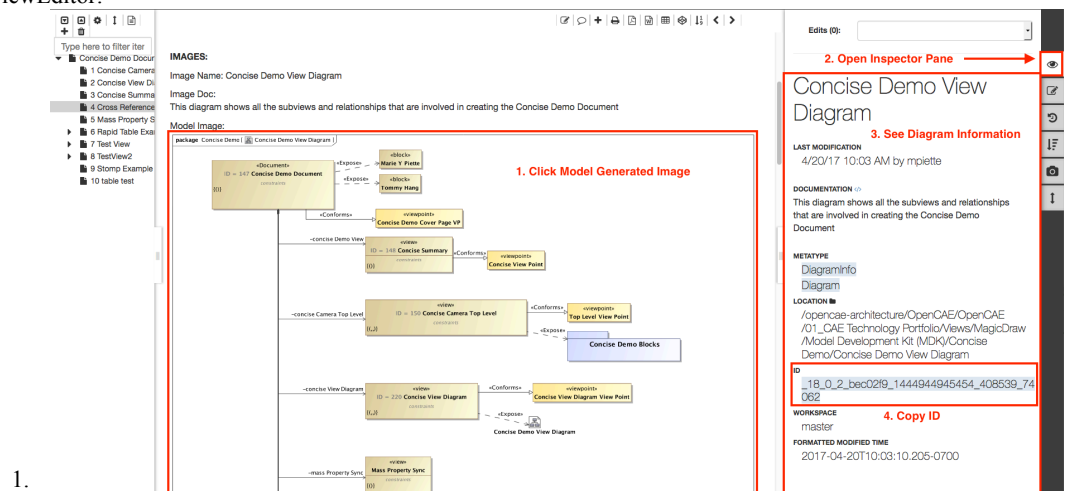 iewEditor.
Type here to filter iter
Concise Demo Docur
1 Concise Camera
2 Concise View Di
3 Concise Summa
4 Cross Reference
5 Mass Property S
6 Rapid Table Exa
7 Test View
8 TestView2
9 Stomp Example
10 table test
IMAGES:
Image Name: Concise Demo View Diagram
Image Doc:
This diagram shows all the subviews and relationships that are involved in creating the Concise Demo Document
Model Image:
package Concise Demo [ Concise Demo View Diagram ]
1. Click Model Generated Image
«Document»
ID = 147 Concise Demo Document
constraints
{()}
«Expose»
«block»
Marie Y Piette
«Expose»
«block»
Tommy Hang
«Conforms»
«viewpoint»
Concise Demo Cover Page VP
-concise Demo View
«view»
ID = 148 Concise Summary
constraints
{()}
«Conforms»
«viewpoint»
Concise View Point
-concise Camera Top Level
«view»
ID = 150 Concise Camera Top Level
constraints
{(,,)}
«Conforms»
«viewpoint»
Top Level View Point
«Expose»
Concise Demo Blocks
-concise View Diagram
«view»
ID = 220 Concise View Diagram
constraints
{(,,)}
«Conforms»
«viewpoint»
Concise View Diagram View Point
«Expose»
Concise Demo View Diagram
-mass Property Sync
«view»
Mass Property Sync
constraints
{()}
Edits (0):
2. Open Inspector Pane
Concise Demo View
Diagram
3. See Diagram Information
LAST MODIFICATION
4/20/17 10:03 AM by mpiette
DOCUMENTATION </>
This diagram shows all the subviews and relationships
that are involved in creating the Concise Demo
Document
METATYPE
DiagramInfo
Diagram
LOCATION
/opencae-architecture/OpenCAE/OpenCAE
/01_CAE Technology Portfolio/Views/MagicDraw
/Model Development Kit (MDK)/Concise
Demo/Concise Demo View Diagram
ID
_18_0_2_bec02f9_1444944945454_408539_74
062
WORKSPACE
4. Copy ID
master
FORMATTED MODIFIED TIME
2017-04-20T10:03:10.205-0700
1.